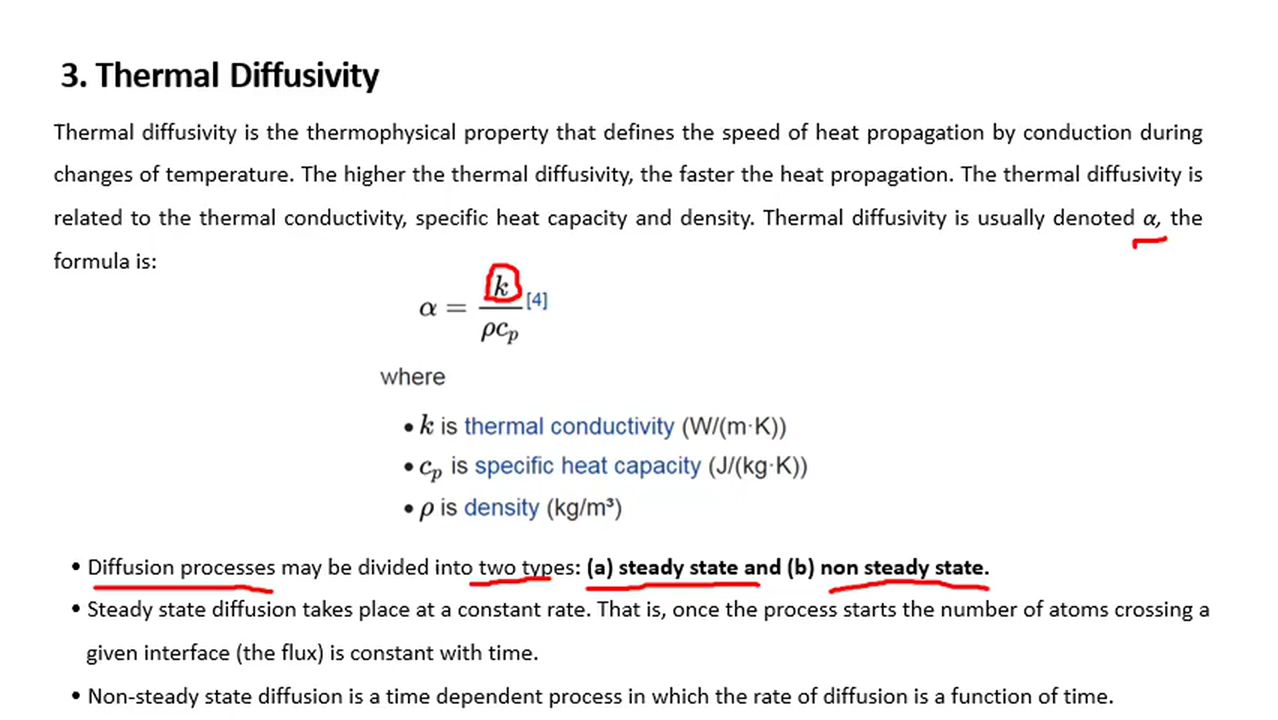 3. Thermal Diffusivity
Thermal diffusivity is the thermophysical property that defines the speed of heat propagation by conduction during
changes of temperature. The higher the thermal diffusivity, the faster the heat propagation. The thermal diffusivity is
related to the thermal conductivity, specific heat capacity and density. Thermal diffusivity is usually denoted α, the
formula is:
α = k / ρcₚ [4]
where
• k is thermal conductivity (W/(m·K))
• cₚ is specific heat capacity (J/(kg·K))
• ρ is density (kg/m³)
• Diffusion processes may be divided into two types: (a) steady state and (b) non steady state.
• Steady state diffusion takes place at a constant rate. That is, once the process starts the number of atoms crossing a
given interface (the flux) is constant with time.
• Non-steady state diffusion is a time dependent process in which the rate of diffusion is a function of time.